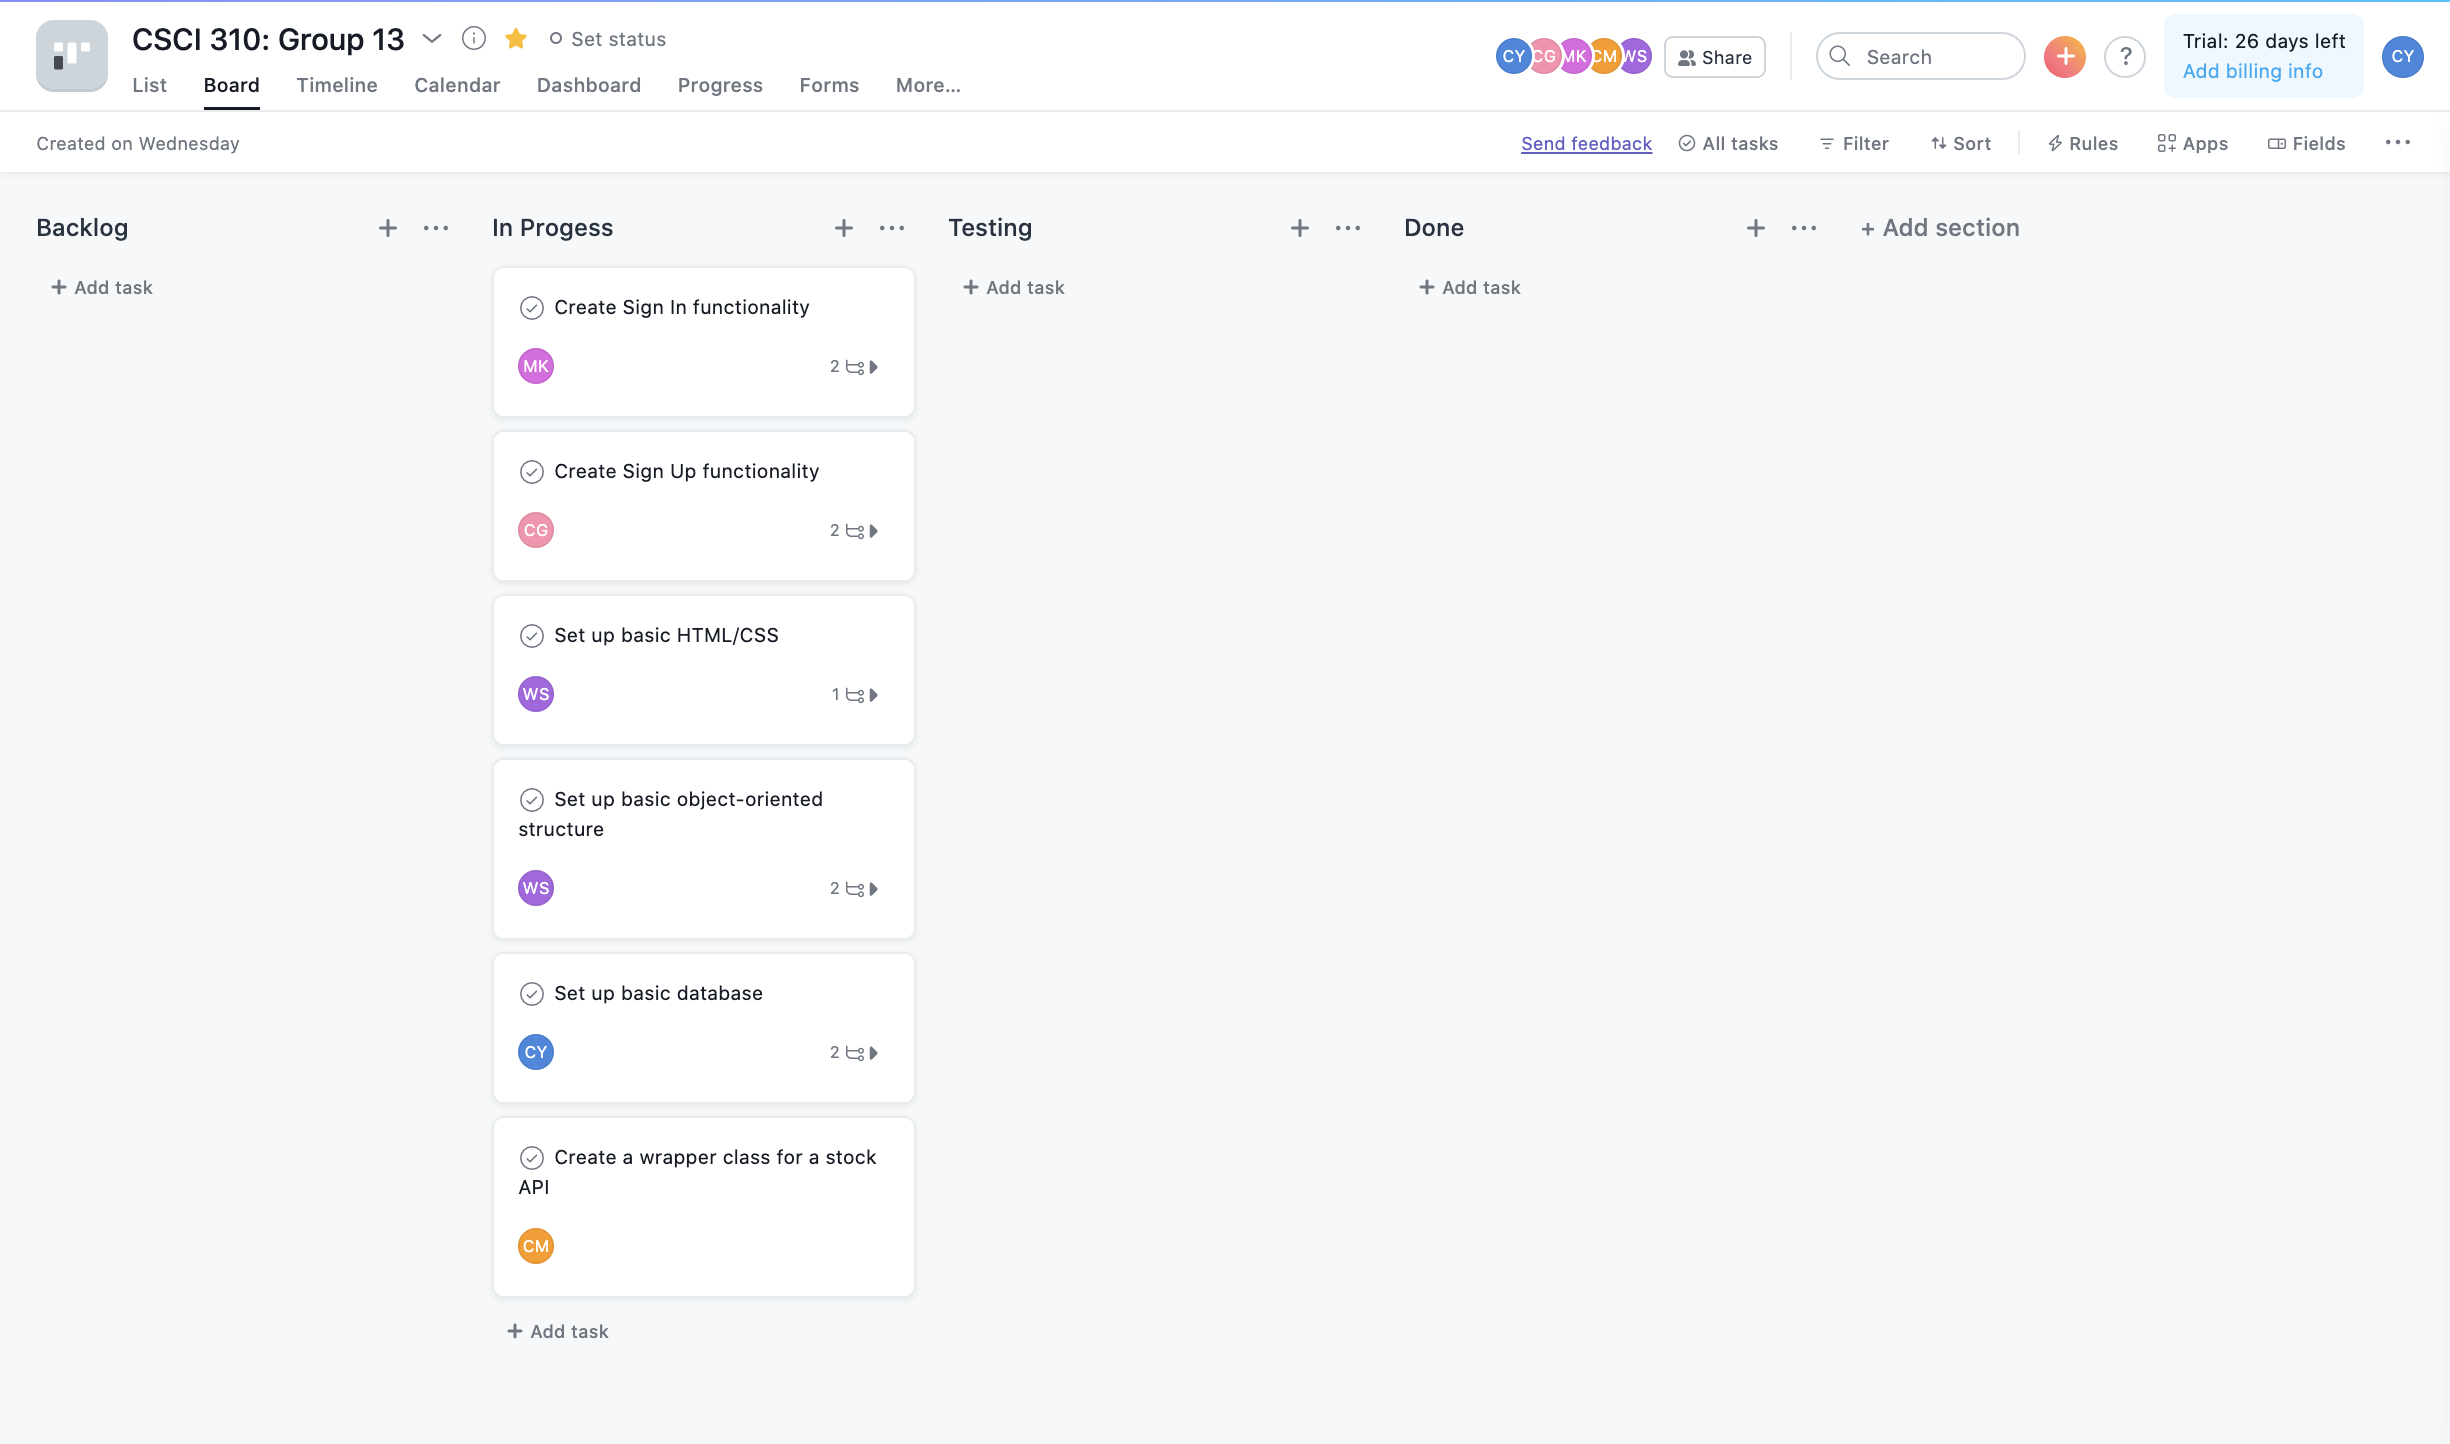 CSCI 310: Group 13
Set status
List Board Timeline Calendar Dashboard Progress Forms More...
CY CG MK CM WS Share
Search
?
Trial: 26 days left
Add billing info
CY
Created on Wednesday
Send feedback All tasks Filter Sort Rules Apps Fields
Backlog
+ Add task
In Progess
Create Sign In functionality
MK 2
Create Sign Up functionality
CG 2
Set up basic HTML/CSS
WS 1
Set up basic object-oriented
structure
WS 2
Set up basic database
CY 2
Create a wrapper class for a stock
API
CM
+ Add task
Testing
+ Add task
Done
+ Add task
+ Add section